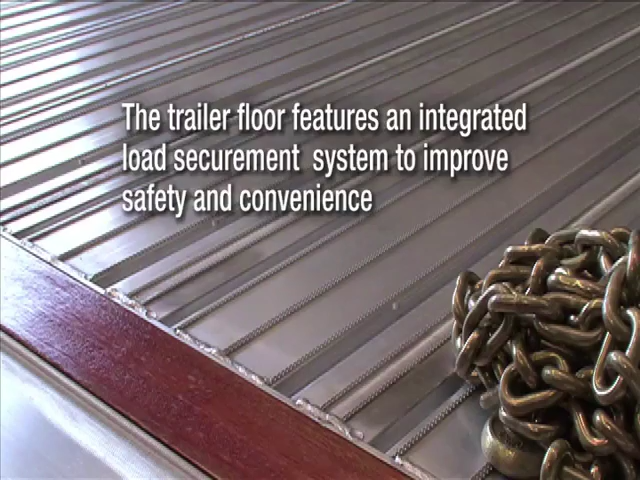 The trailer floor features an integrated
load securement system to improve
safety and convenience